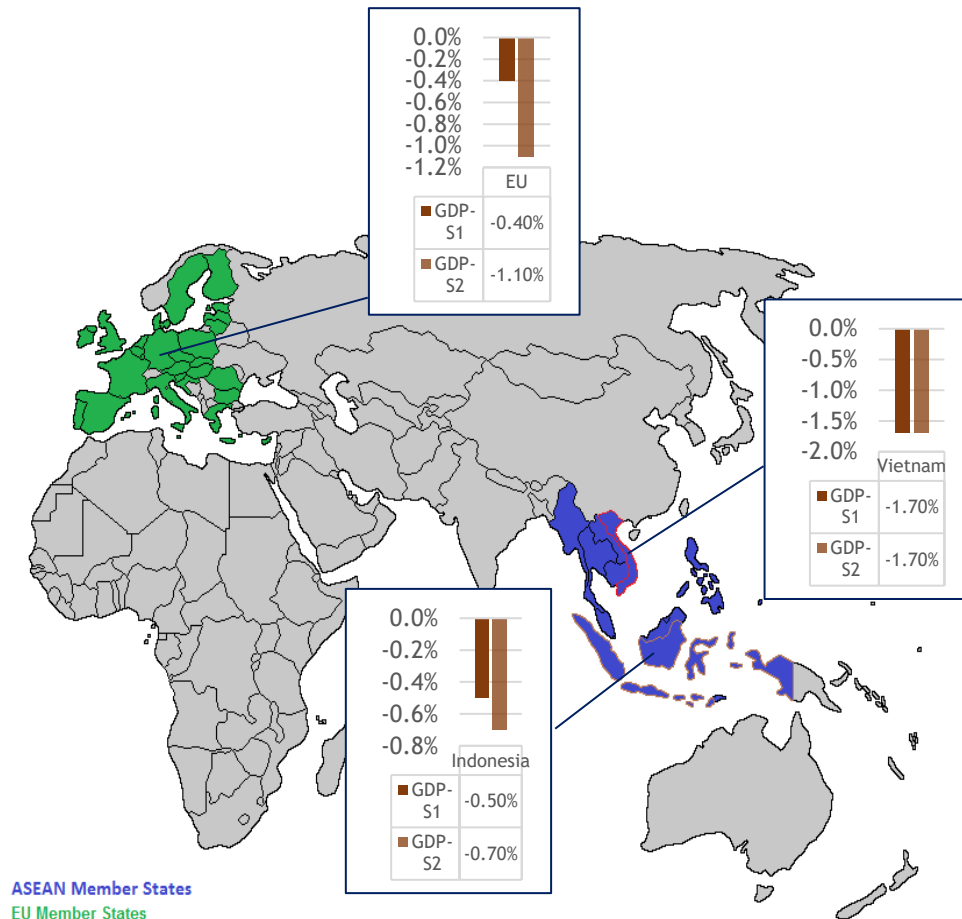 0.0%
-0.2%
-0.4%
-0.6%
-0.8%
-1.0%
-1.2%
EU
GDP-
S1
-0.40%
GDP-
S2
-1.10%
0.0%
-0.5%
-1.0%
-1.5%
-2.0%
Vietnam
GDP-
S1
-1.70%
GDP-
S2
-1.70%
0.0%
-0.2%
-0.4%
-0.6%
-0.8%
Indonesia
GDP-
S1
-0.50%
GDP-
S2
-0.70%
ASEAN Member States
EU Member States